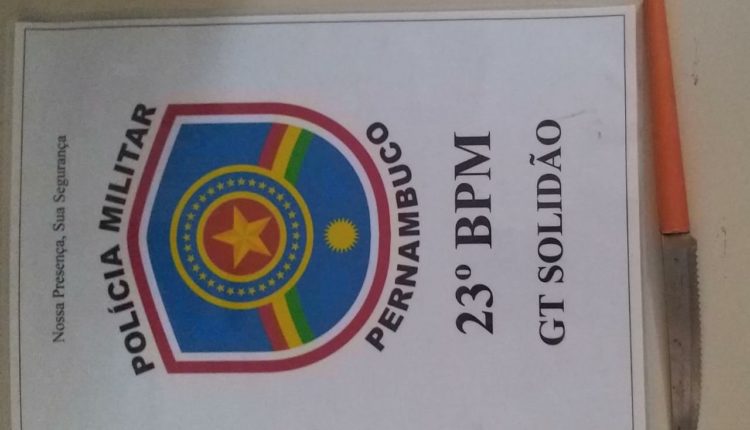 Nossa Presença, Sua Segurança
POLÍCIA MILITAR
PERNAMBUCO
23º BPM
GT SOLIDÃO